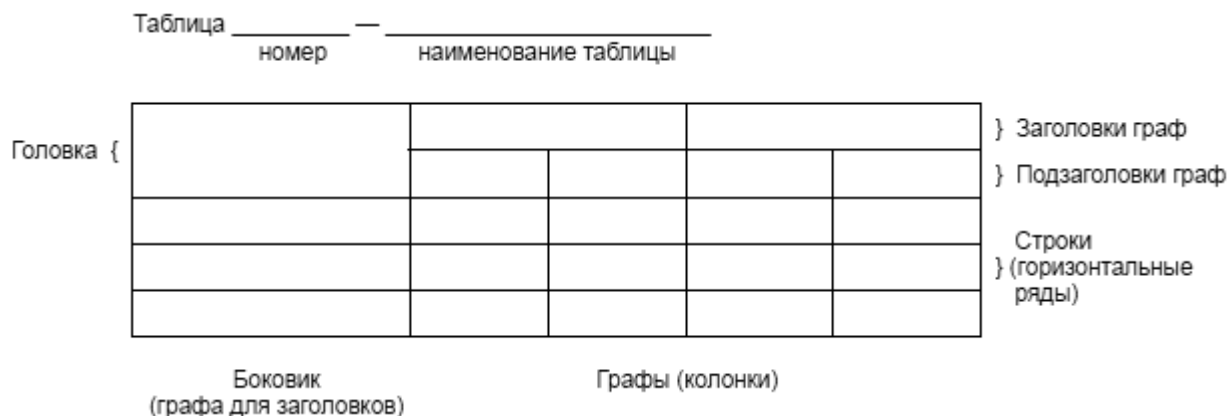 Таблица _________ — _________________________
номер наименование таблицы
} Заголовки граф
Головка {
} Подзаголовки граф
Строки
} (горизонтальные
ряды)
Боковик Графы (колонки)
(графа для заголовков)